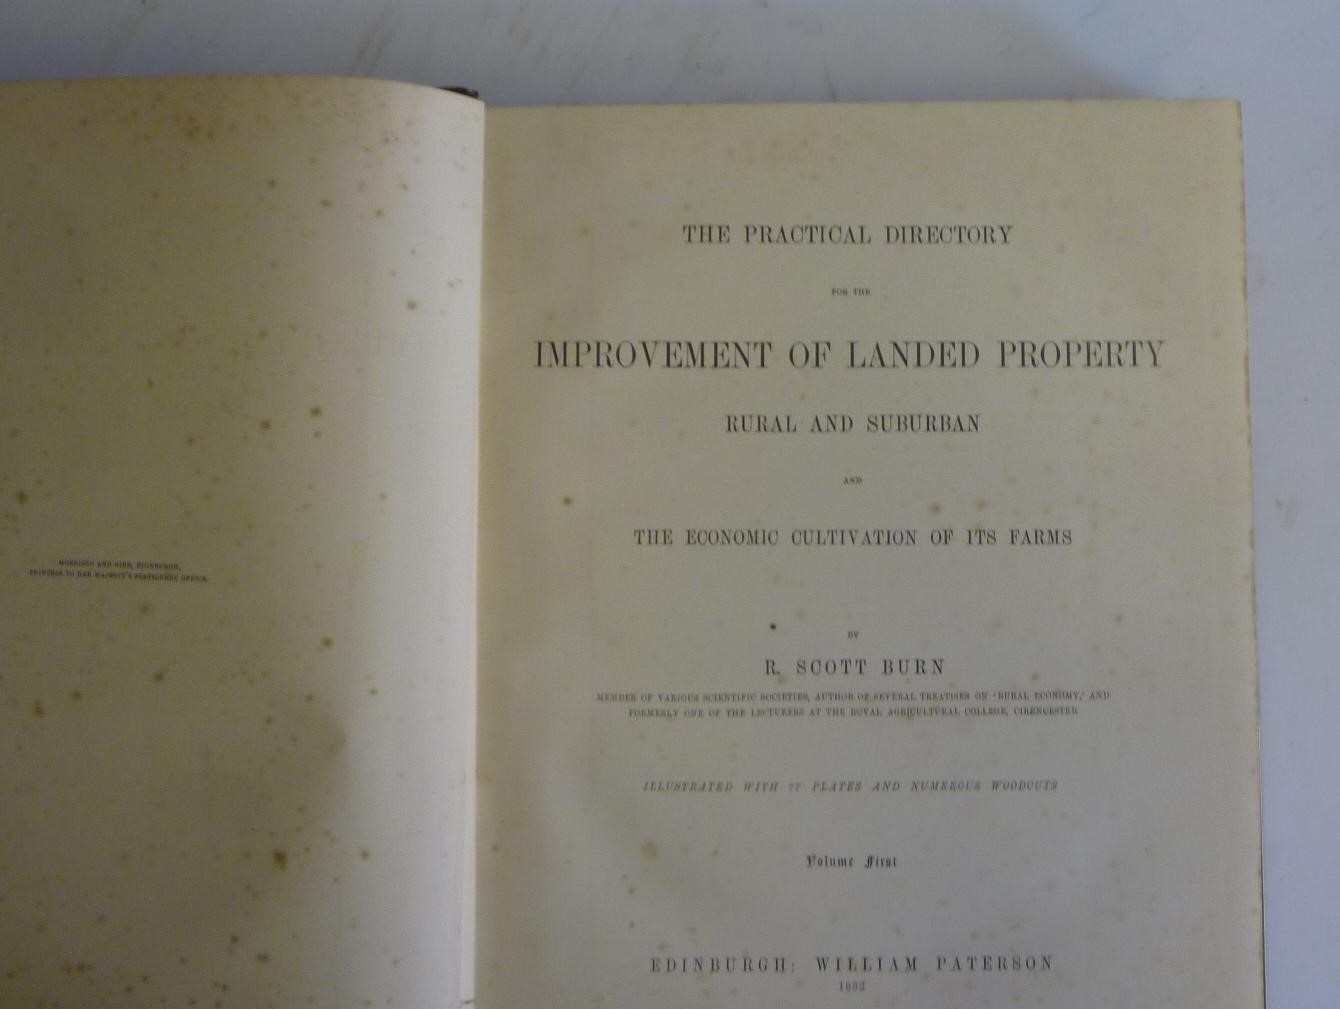 MORRISON AND GIBB, EDINBURGH,
PRINTERS TO HER MAJESTY'S STATIONERY OFFICE.
THE PRACTICAL DIRECTORY
FOR THE
IMPROVEMENT OF LANDED PROPERTY
RURAL AND SUBURBAN
AND
THE ECONOMIC CULTIVATION OF ITS FARMS
BY
R. SCOTT BURN
MEMBER OF VARIOUS SCIENTIFIC SOCIETIES, AUTHOR OF SEVERAL TREATISES ON 'RURAL ECONOMY,' AND
FORMERLY ONE OF THE LECTURERS AT THE ROYAL AGRICULTURAL COLLEGE, CIRENCESTER
ILLUSTRATED WITH 77 PLATES AND NUMEROUS WOODCUTS
Volume First
EDINBURGH: WILLIAM PATERSON
1882